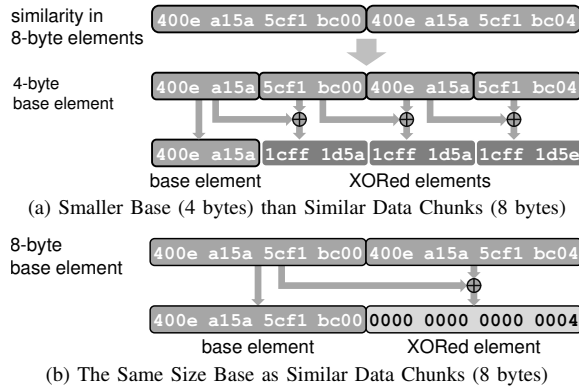 similarity in
8-byte elements
400e a15a 5cf1 bc00 400e a15a 5cf1 bc04
4-byte
base element
400e a15a 5cf1 bc00 400e a15a 5cf1 bc04
400e a15a 1cff 1d5a 1cff 1d5a 1cff 1d5e
base element XORed elements
(a) Smaller Base (4 bytes) than Similar Data Chunks (8 bytes)
8-byte
base element
400e a15a 5cf1 bc00 400e a15a 5cf1 bc04
400e a15a 5cf1 bc00 0000 0000 0000 0004
base element XORed element
(b) The Same Size Base as Similar Data Chunks (8 bytes)